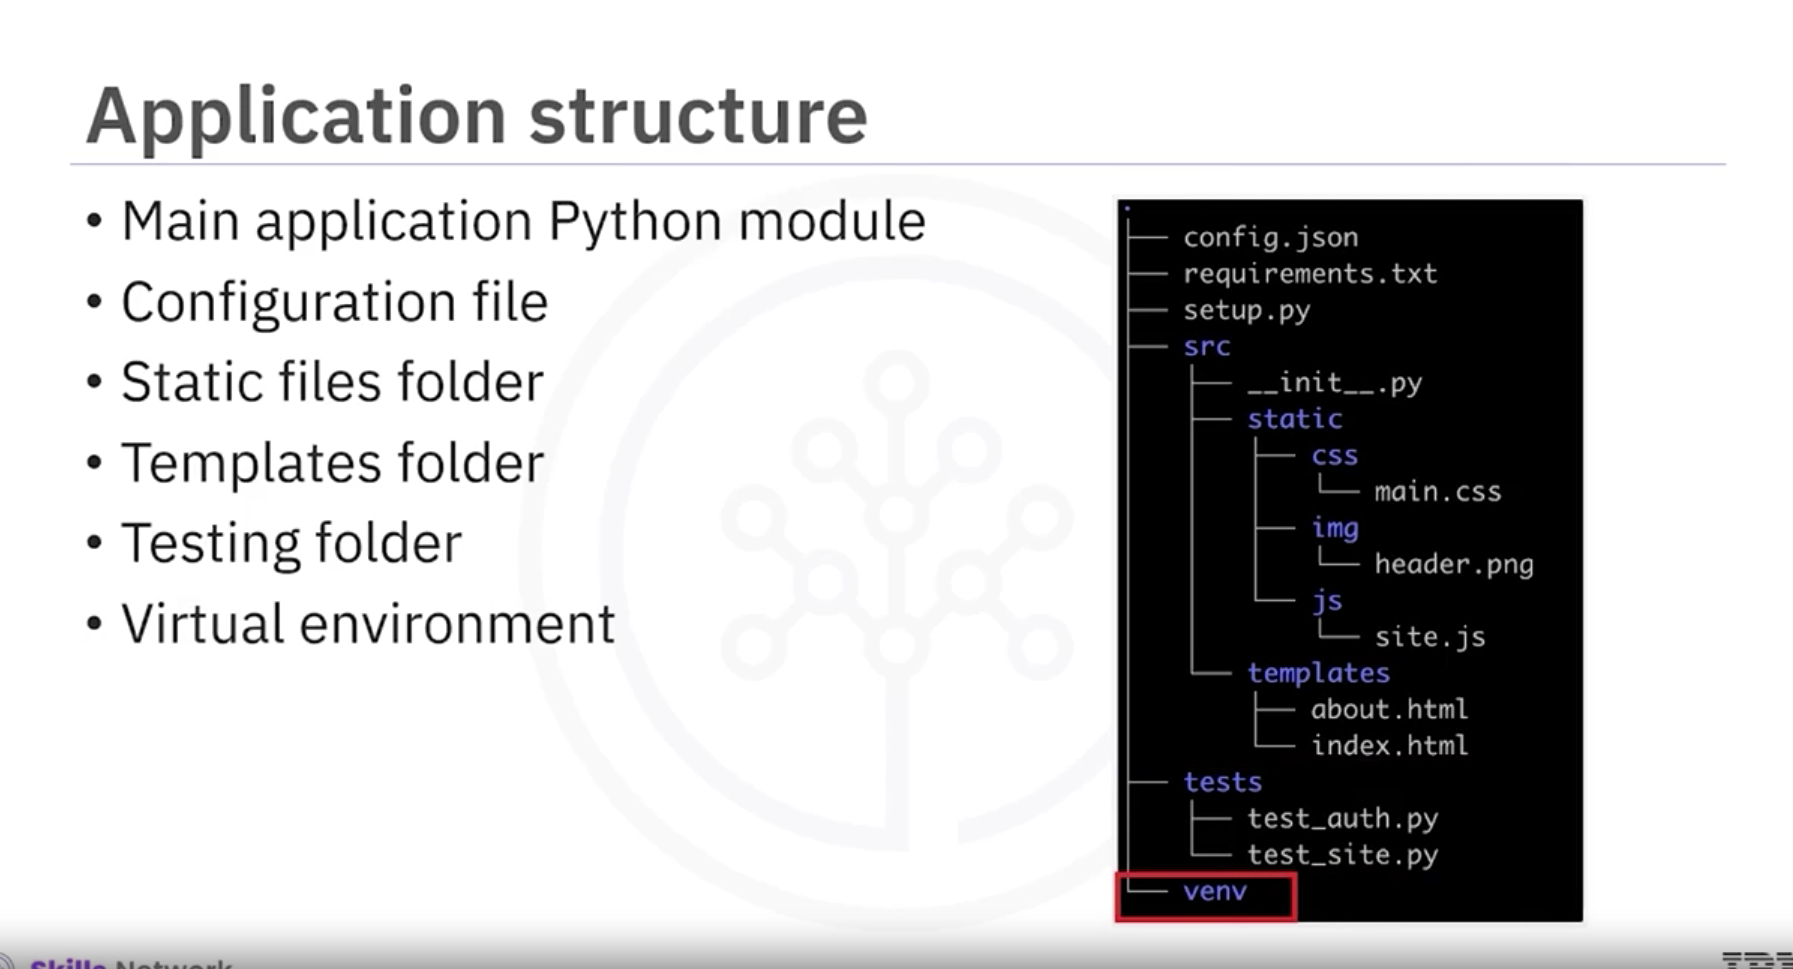 Application structure
• Main application Python module
• Configuration file
• Static files folder
• Templates folder
• Testing folder
• Virtual environment
.
config.json
requirements.txt
setup.py
src
__init__.py
static
css
main.css
img
header.png
js
site.js
templates
about.html
index.html
tests
test_auth.py
test_site.py
venv
Skills Network
IBM